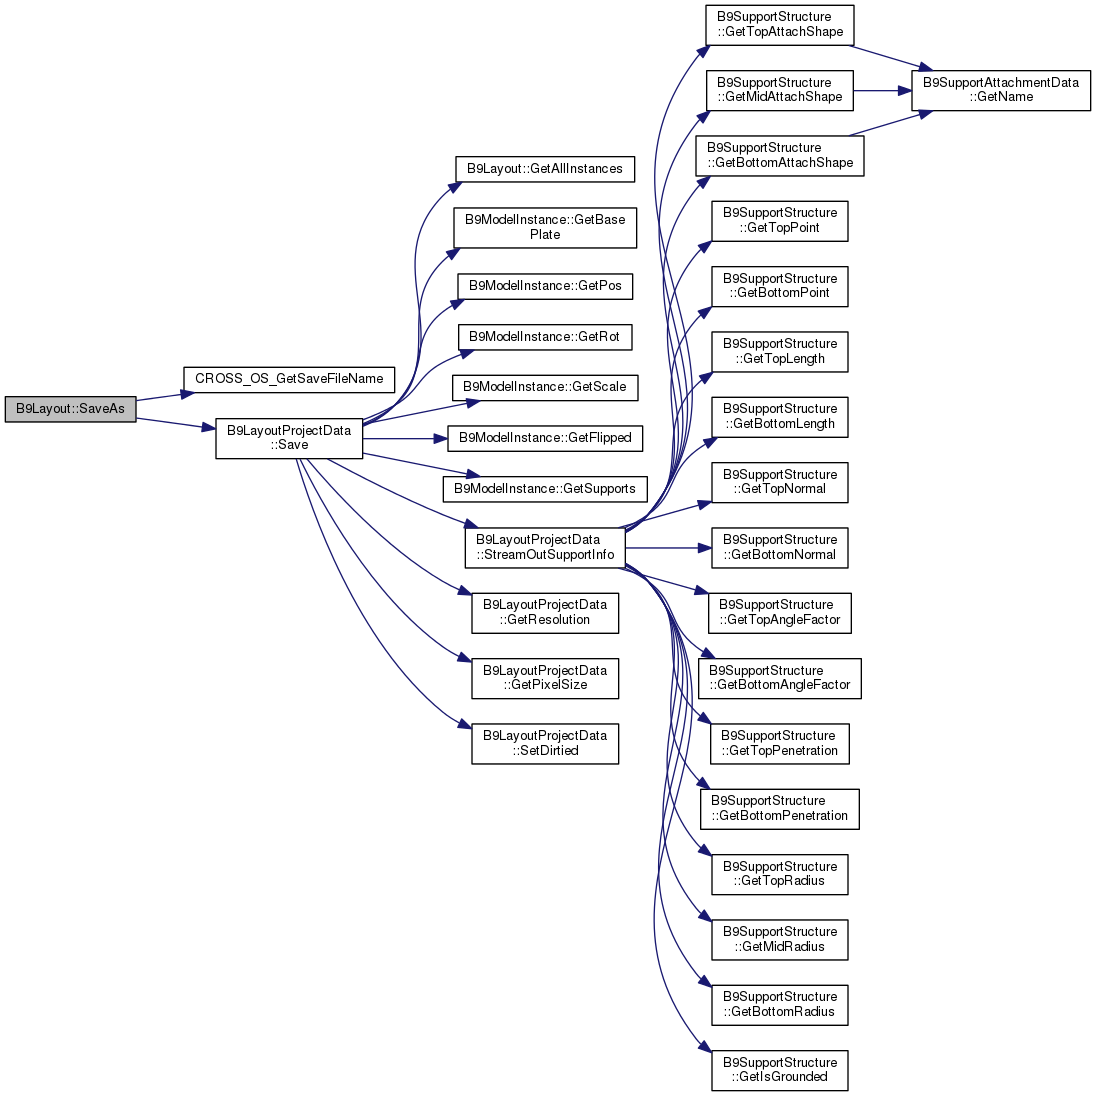 B9Layout::SaveAs
CROSS_OS_GetSaveFileName
B9LayoutProjectData
::Save
B9Layout::GetAllInstances
B9ModelInstance::GetBase
Plate
B9ModelInstance::GetPos
B9ModelInstance::GetRot
B9ModelInstance::GetScale
B9ModelInstance::GetFlipped
B9ModelInstance::GetSupports
B9LayoutProjectData
::StreamOutSupportInfo
B9LayoutProjectData
::GetResolution
B9LayoutProjectData
::GetPixelSize
B9LayoutProjectData
::SetDirtied
B9SupportStructure
::GetTopAttachShape
B9SupportStructure
::GetMidAttachShape
B9SupportStructure
::GetBottomAttachShape
B9SupportStructure
::GetTopPoint
B9SupportStructure
::GetBottomPoint
B9SupportStructure
::GetTopLength
B9SupportStructure
::GetBottomLength
B9SupportStructure
::GetTopNormal
B9SupportStructure
::GetBottomNormal
B9SupportStructure
::GetTopAngleFactor
B9SupportStructure
::GetBottomAngleFactor
B9SupportStructure
::GetTopPenetration
B9SupportStructure
::GetBottomPenetration
B9SupportStructure
::GetTopRadius
B9SupportStructure
::GetMidRadius
B9SupportStructure
::GetBottomRadius
B9SupportStructure
::GetIsGrounded
B9SupportAttachmentData
::GetName